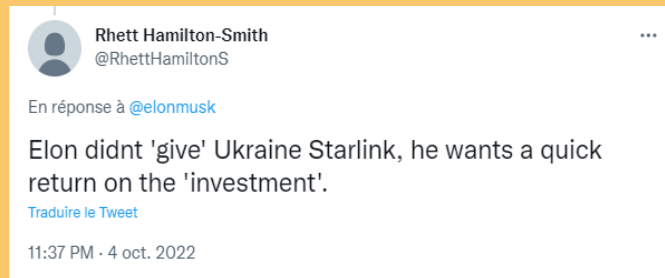 Rhett Hamilton-Smith
@RhettHamiltonS
En réponse à @elonmusk
Elon didnt 'give' Ukraine Starlink, he wants a quick
return on the 'investment'.
Traduire le Tweet
11:37 PM · 4 oct. 2022